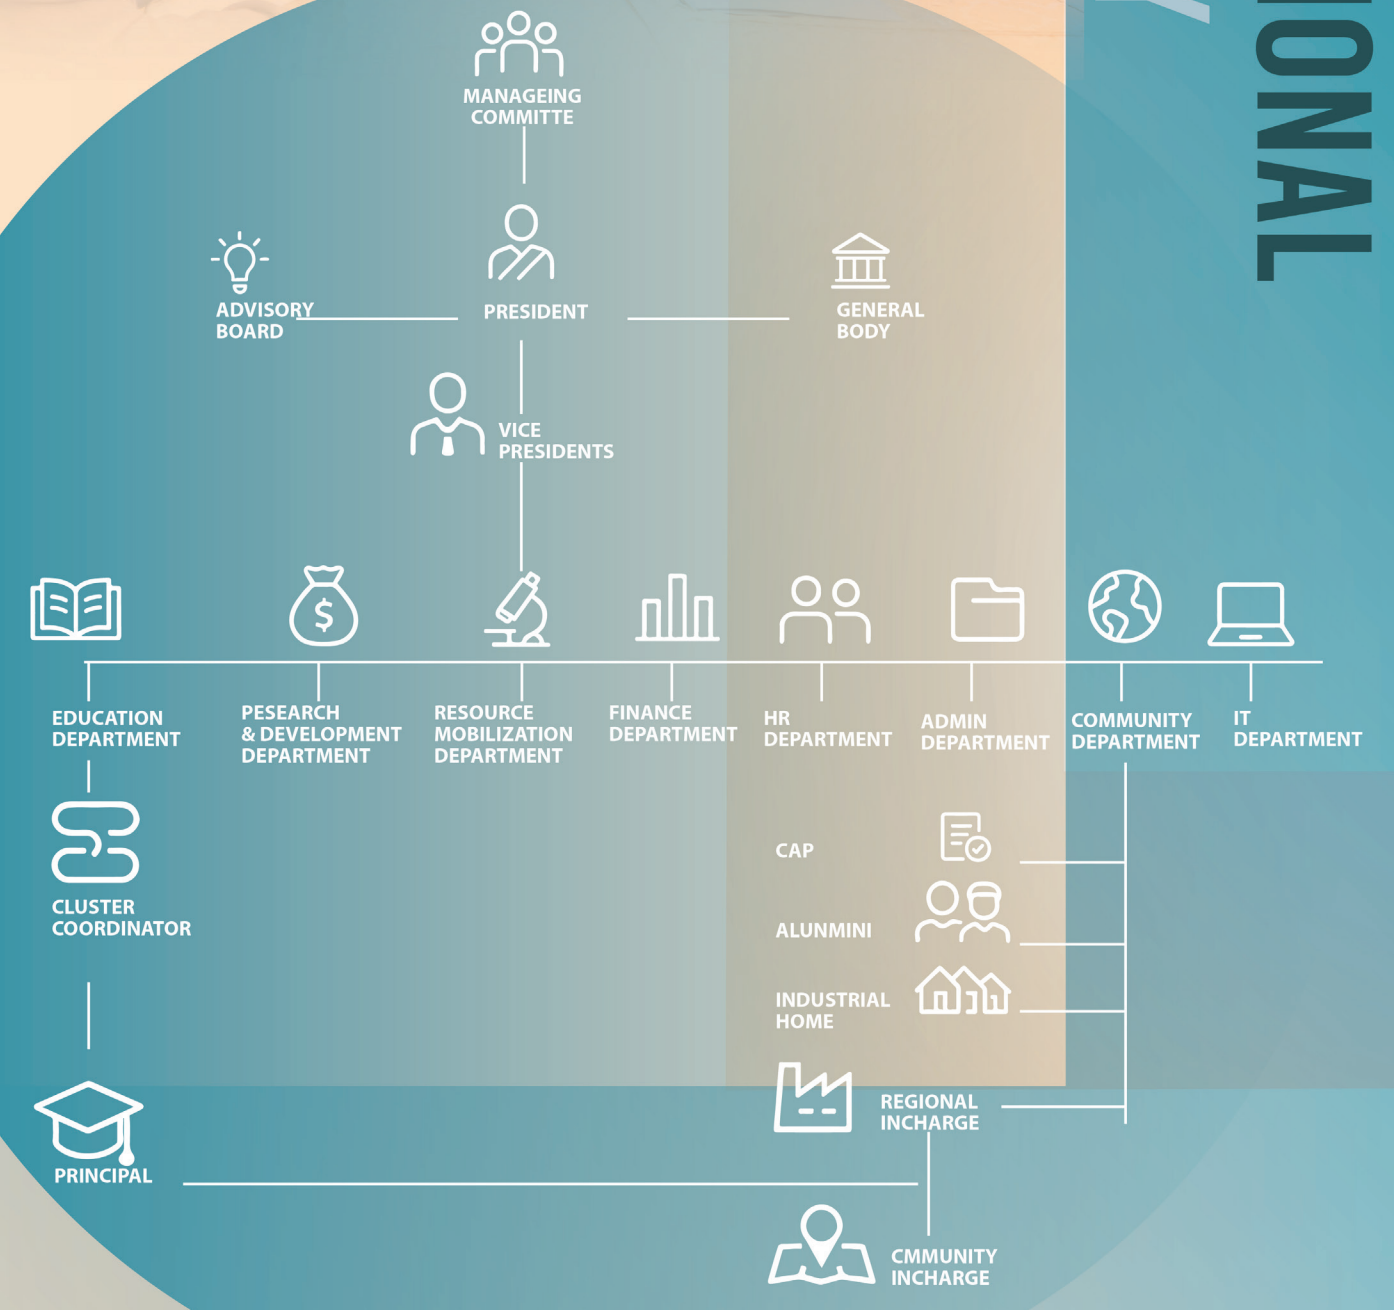 IONAL
MANAGEING
COMMITTE
PRESIDENT
ADVISORY
BOARD
GENERAL
BODY
VICE
PRESIDENTS
$
EDUCATION
DEPARTMENT
PESEARCH
& DEVELOPMENT
DEPARTMENT
RESOURCE
MOBILIZATION
DEPARTMENT
FINANCE
DEPARTMENT
HR
DEPARTMENT
ADMIN
DEPARTMENT
COMMUNITY
DEPARTMENT
IT
DEPARTMENT
CLUSTER
COORDINATOR
CAP
ALUNMINI
INDUSTRIAL
HOME
REGIONAL
INCHARGE
PRINCIPAL
CMMUNITY
INCHARGE